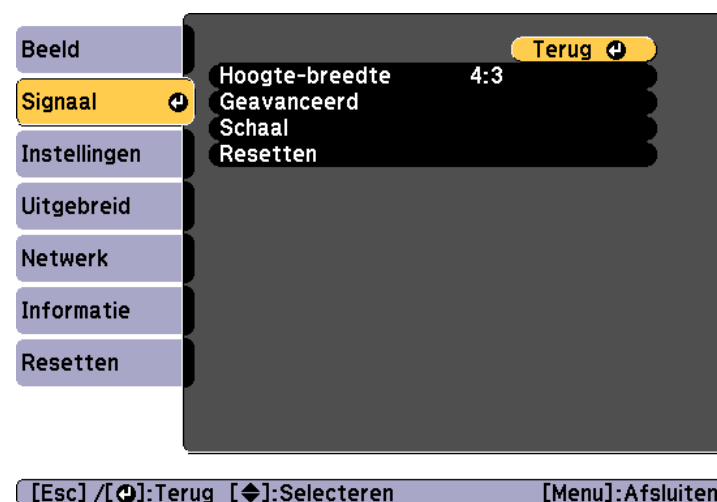 Beeld
Signaal
Instellingen
Uitgebreid
Netwerk
Informatie
Resetten
Terug
Hoogte-breedte 4:3
Geavanceerd
Schaal
Resetten
[Esc] /[ ]:Terug [ ]:Selecteren [Menu]:Afsluiten